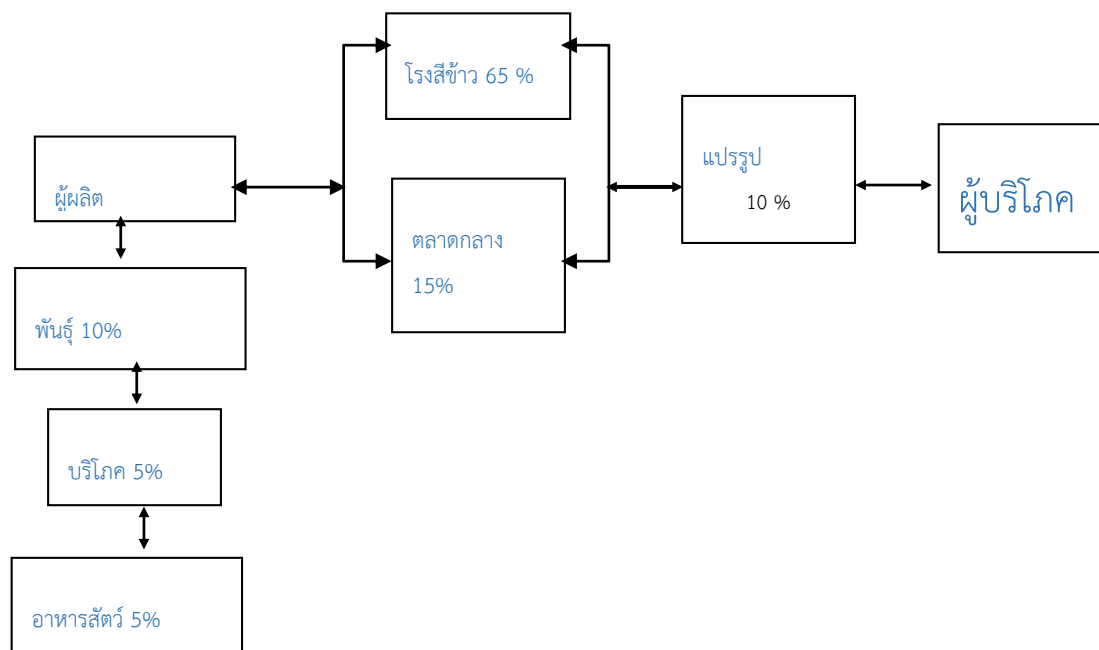 โรงสีข้าว 65 %
แปรรูป
10 %
ผู้ผลิต
ผู้บริโภค
ตลาดกลาง
15%
พันธุ์ 10%
บริโภค 5%
อาหารสัตว์ 5%